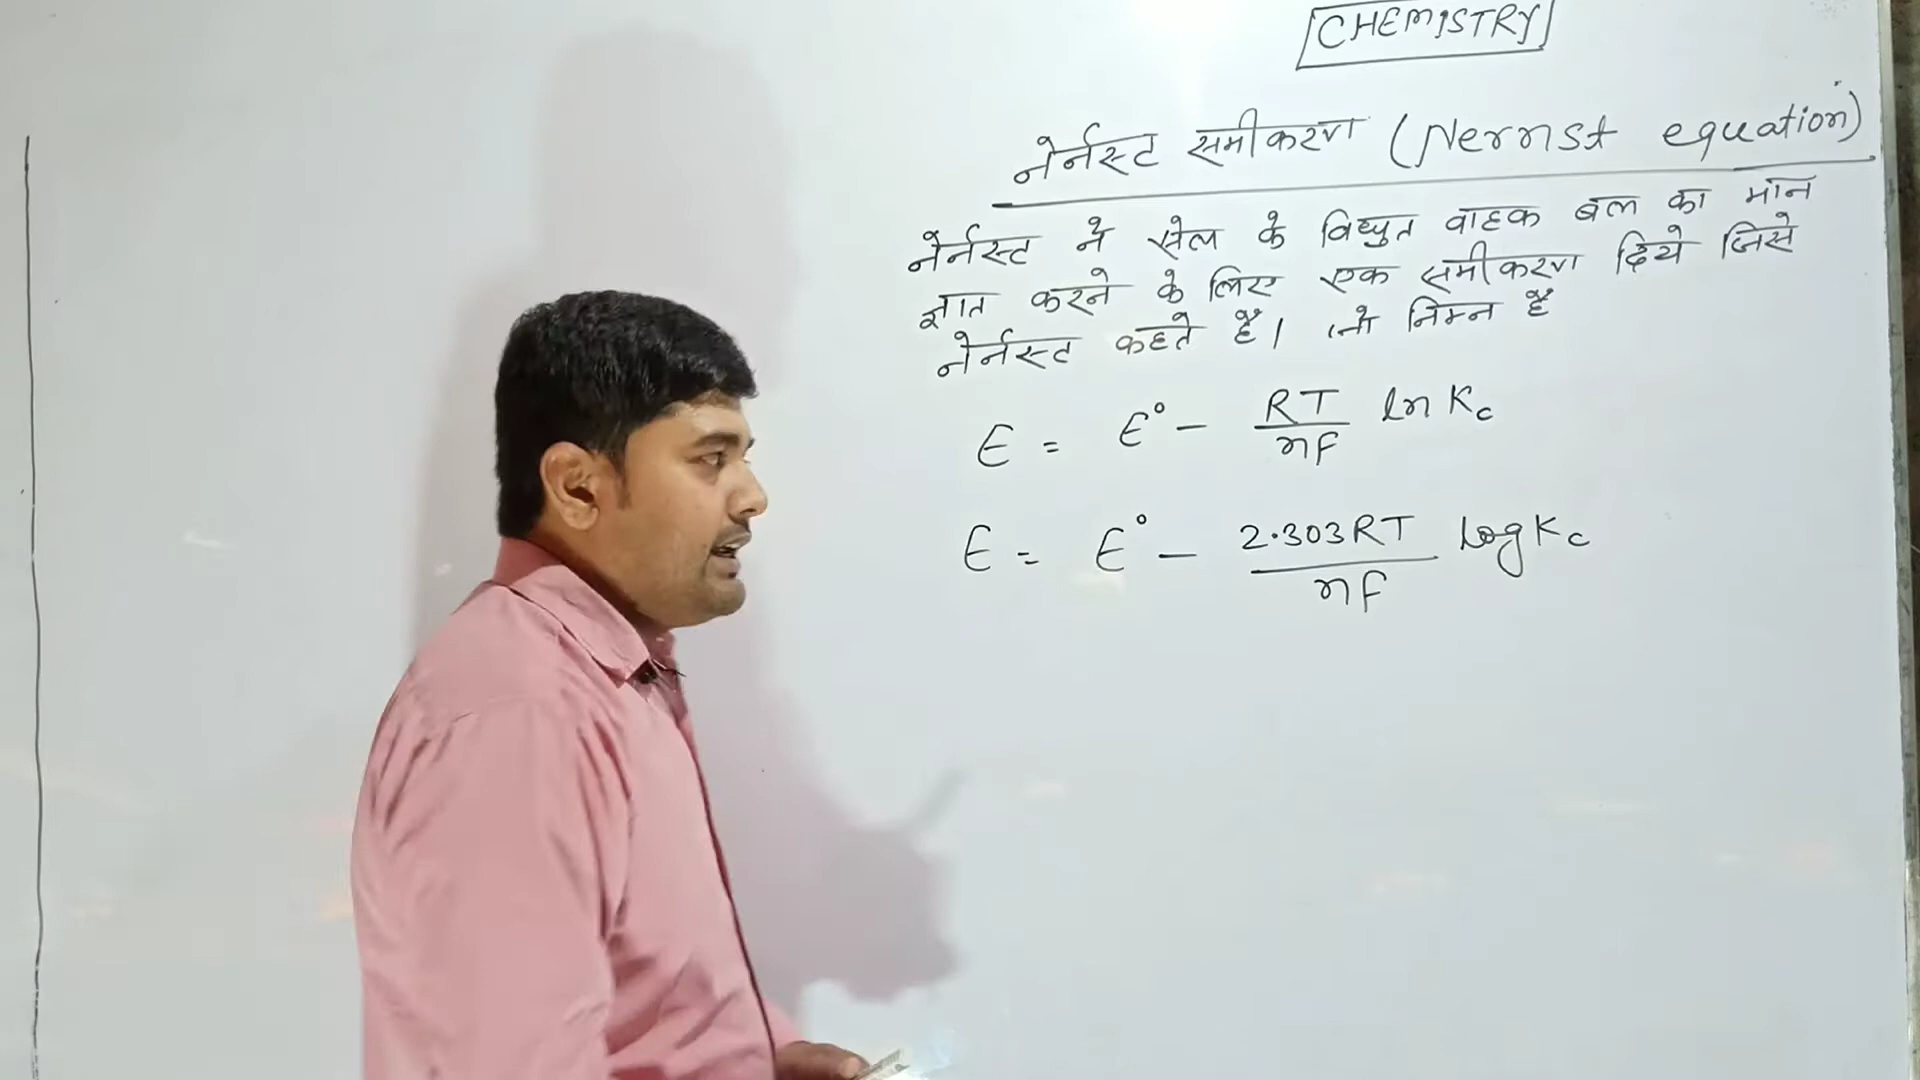 CHEMISTRY
नेर्नस्ट समीकरण (Nernst equation)
नेर्नस्ट ने सेल के विद्युत वाहक बल का मान
ज्ञात करने के लिए एक समीकरण दिये जिसे
नेर्नस्ट कहते हैं। जो निम्न है
E = E° - RT/nF ln Kc
E = E° - 2.303RT/nF log Kc